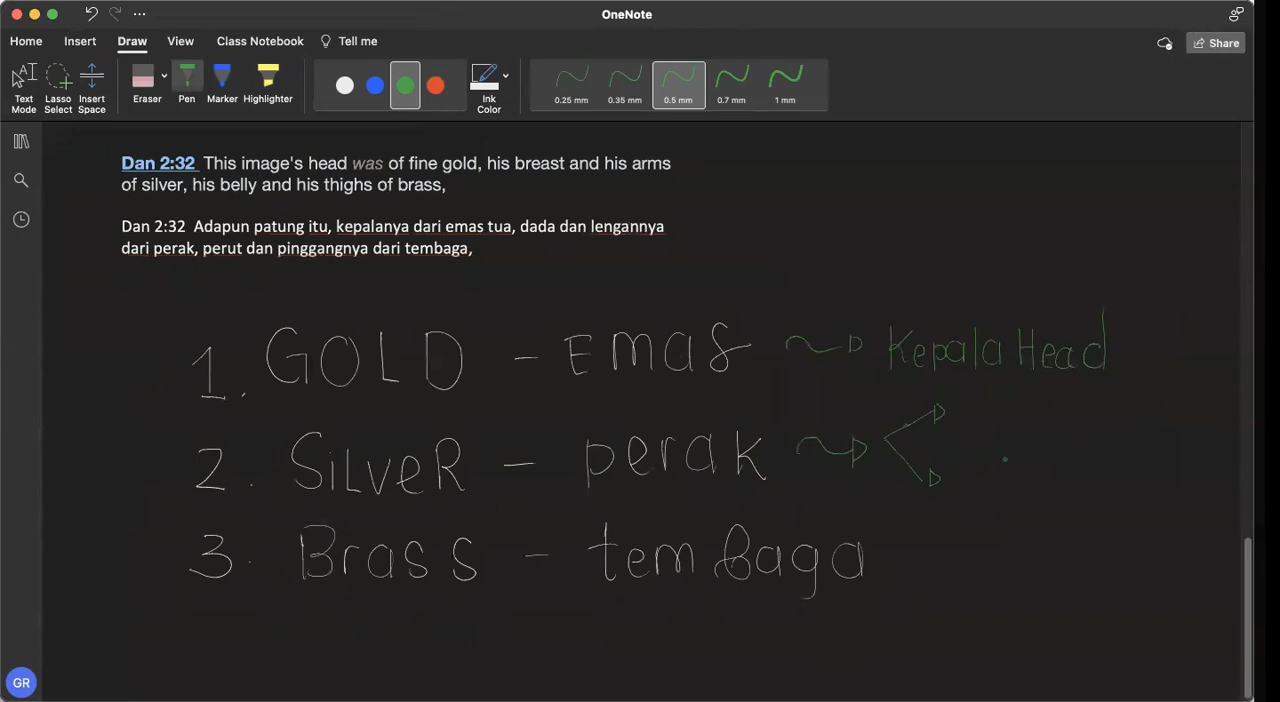 OneNote
Home Insert Draw View Class Notebook Tell me
Share
Text Mode
Lasso Select
Insert Space
Eraser
Pen
Marker
Highlighter
Ink Color
0.25 mm
0.35 mm
0.5 mm
0.7 mm
1 mm
Dan 2:32 This image's head was of fine gold, his breast and his arms
of silver, his belly and his thighs of brass,
Dan 2:32 Adapun patung itu, kepalanya dari emas tua, dada dan lengannya
dari perak, perut dan pinggangnya dari tembaga,
1. GOLD - EmaS Kepala Head
2. SiLveR - perak
3. Brass - tembaga
GR